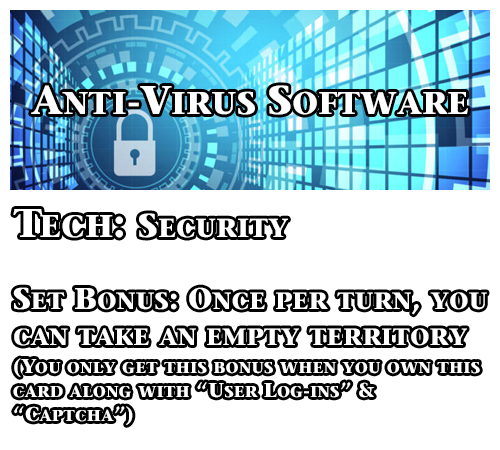 Anti-Virus Software
Tech: Security
Set Bonus: Once per turn, you
can take an empty territory
(You only get this bonus when you own this
card along with "User Log-ins" &
"Captcha")